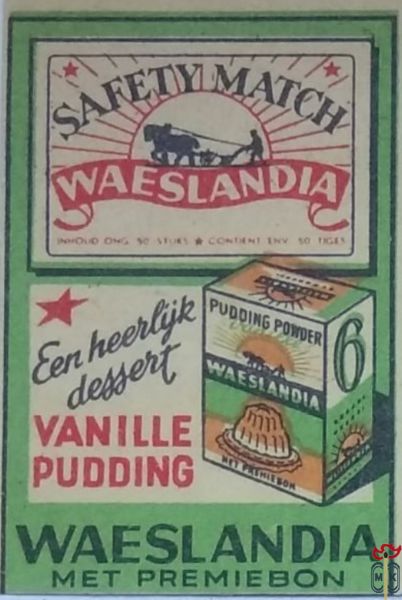 SAFETY MATCH
WAESLANDIA
INHOUD ONG. 50 STUKS ★ CONTIENT ENV. 50 TIGES
Een heerlijk
dessert
VANILLE
PUDDING
PUDDING POWDER
WAESLANDIA
MET PREMIEBON
6
WAESLANDIA
MET PREMIEBON